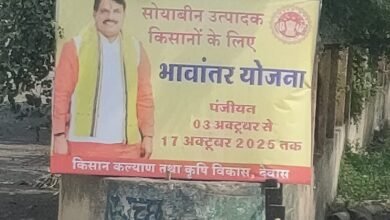 सोयाबीन उत्पादक
किसानों के लिए
भावांतर योजना
पंजीयन
03 अक्टूबर से
17 अक्टूबर 2025 तक
किसान कल्याण तथा कृषि विकास, देवास